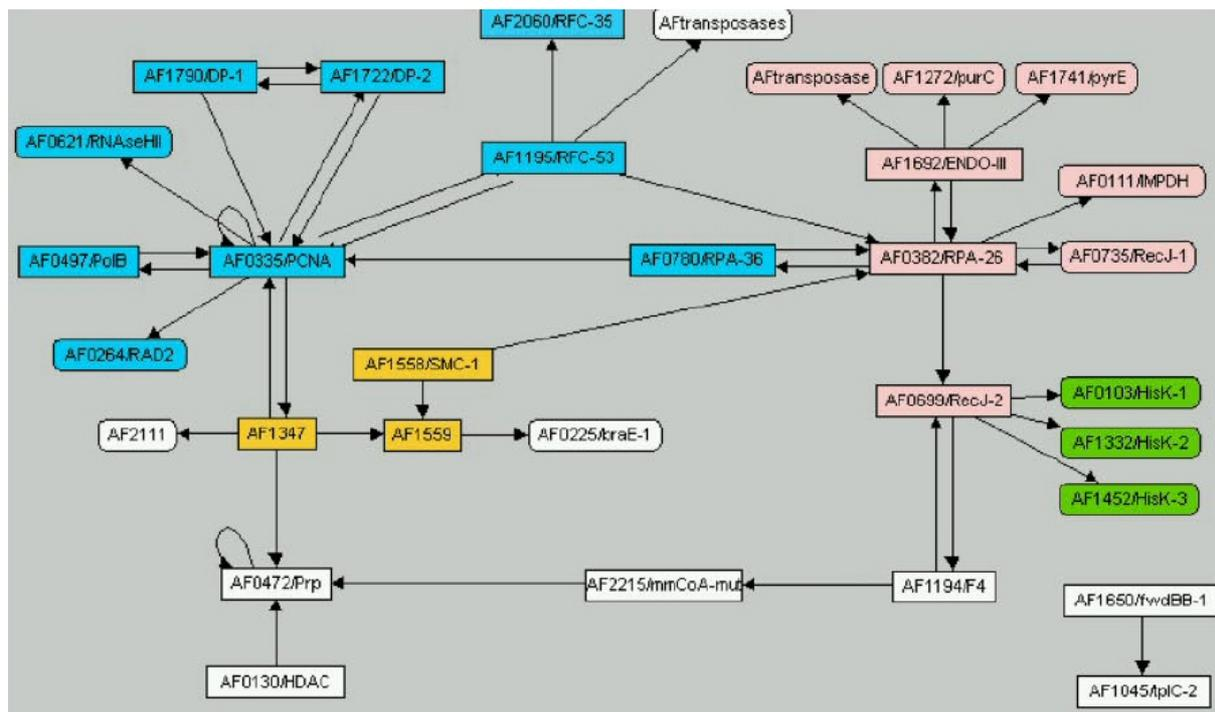 AF2060/RFC-35
AFtransposases
AF1790/DP-1
AF1722/DP-2
AFtransposase
AF1272/purC
AF1741/pyrE
AF0621/RNAseHII
AF1195/RFC-53
AF1692/ENDO-III
AF0111/IMPDH
AF0497/PolB
AF0335/PCNA
AF0780/RPA-36
AF0382/RPA-26
AF0735/RecJ-1
AF0264/RAD2
AF1558/SMC-1
AF0103/HisK-1
AF0699/RecJ-2
AF2111
AF1347
AF1559
AF0225/braE-1
AF1332/HisK-2
AF1452/HisK-3
AF0472/Prp
AF2215/mmCoA-mut
AF1194/F4
AF1650/fwdBB-1
AF0130/HDAC
AF1045/lplC-2